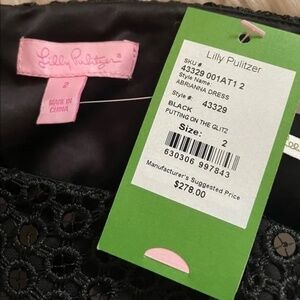 Lilly Pulitzer
2
MADE IN
CHINA
Lilly Pulitzer
SKU #
43329 001AT1 2
Style Name:
ABRIANNA DRESS
Style #: 43329
BLACK
PUTTING ON THE GLITZ
Size: 2
630306 997843
Manufacturer's Suggested Price
$278.00